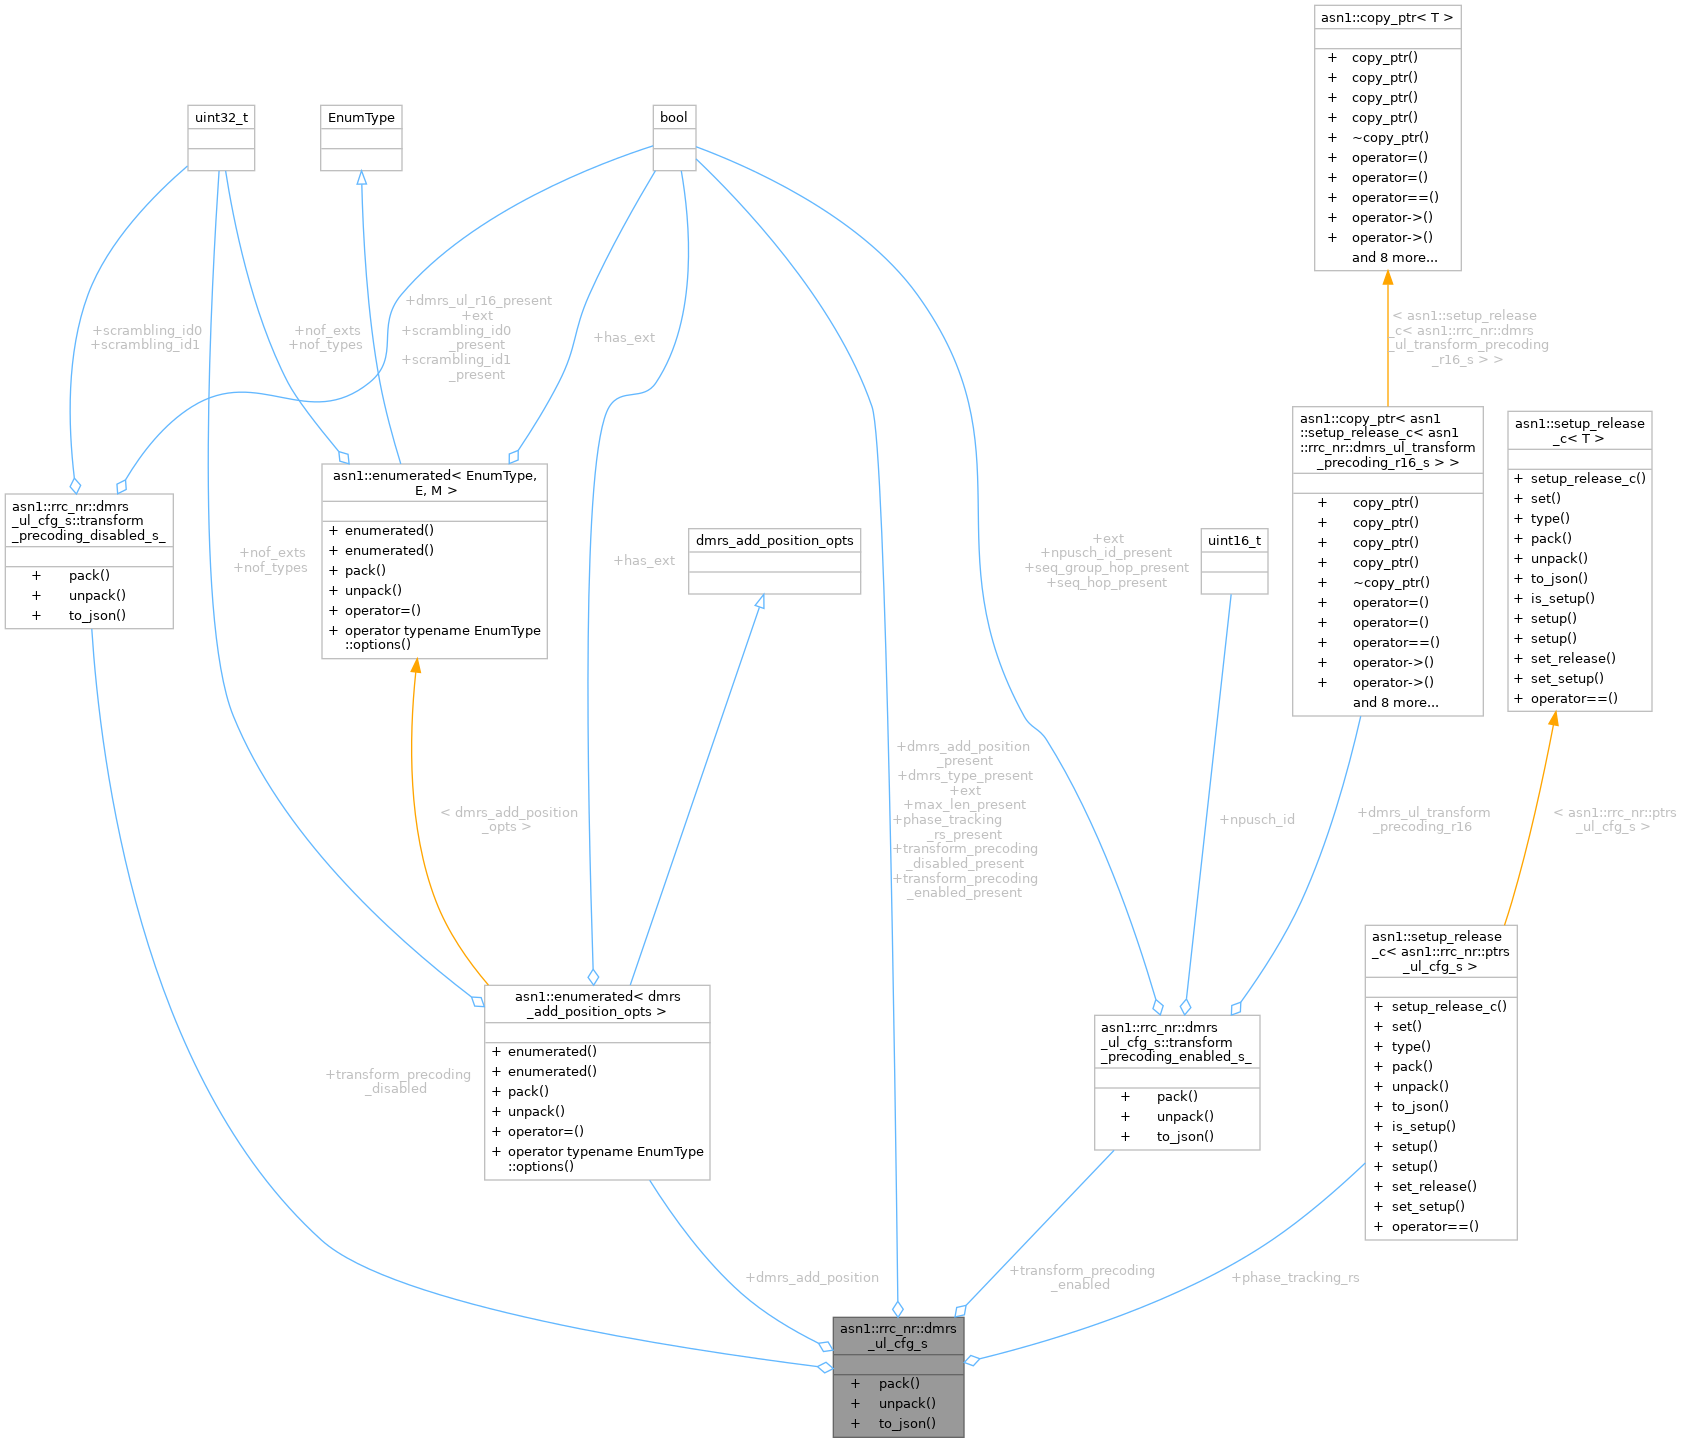 asn1::copy_ptr< T >
+ copy_ptr()
+ copy_ptr()
+ copy_ptr()
+ copy_ptr()
+ ~copy_ptr()
+ operator=()
+ operator=()
+ operator==()
+ operator->()
+ operator->()
and 8 more...
uint32_t
EnumType
bool
+dmrs_ul_r16_present
+ext
+scrambling_id0
_present
+scrambling_id1
_present
+scrambling_id0
+scrambling_id1
+nof_exts
+nof_types
+has_ext
< asn1::setup_release
_c< asn1::rrc_nr::dmrs
_ul_transform_precoding
_r16_s > >
asn1::copy_ptr< asn1
::setup_release_c< asn1
::rrc_nr::dmrs_ul_transform
_precoding_r16_s > >
+ copy_ptr()
+ copy_ptr()
+ copy_ptr()
+ copy_ptr()
+ ~copy_ptr()
+ operator=()
+ operator=()
+ operator==()
+ operator->()
+ operator->()
and 8 more...
asn1::setup_release
_c< T >
+ setup_release_c()
+ set()
+ type()
+ pack()
+ unpack()
+ to_json()
+ is_setup()
+ setup()
+ setup()
+ set_release()
+ set_setup()
+ operator==()
asn1::enumerated< EnumType,
E, M >
+ enumerated()
+ enumerated()
+ pack()
+ unpack()
+ operator=()
+ operator typename EnumType
::options()
asn1::rrc_nr::dmrs
_ul_cfg_s::transform
_precoding_disabled_s_
+ pack()
+ unpack()
+ to_json()
+nof_exts
+nof_types
+has_ext
dmrs_add_position_opts
+ext
+npusch_id_present
+seq_group_hop_present
+seq_hop_present
uint16_t
+dmrs_add_position
_present
+dmrs_type_present
+ext
+max_len_present
+phase_tracking
_rs_present
+transform_precoding
_disabled_present
+transform_precoding
_enabled_present
< dmrs_add_position
_opts >
+npusch_id
+dmrs_ul_transform
_precoding_r16
< asn1::rrc_nr::ptrs
_ul_cfg_s >
asn1::setup_release
_c< asn1::rrc_nr::ptrs
_ul_cfg_s >
+ setup_release_c()
+ set()
+ type()
+ pack()
+ unpack()
+ to_json()
+ is_setup()
+ setup()
+ setup()
+ set_release()
+ set_setup()
+ operator==()
asn1::enumerated< dmrs
_add_position_opts >
+ enumerated()
+ enumerated()
+ pack()
+ unpack()
+ operator=()
+ operator typename EnumType
::options()
asn1::rrc_nr::dmrs
_ul_cfg_s::transform
_precoding_enabled_s_
+ pack()
+ unpack()
+ to_json()
+transform_precoding
_disabled
+dmrs_add_position
+transform_precoding
_enabled
+phase_tracking_rs
asn1::rrc_nr::dmrs
_ul_cfg_s
+ pack()
+ unpack()
+ to_json()